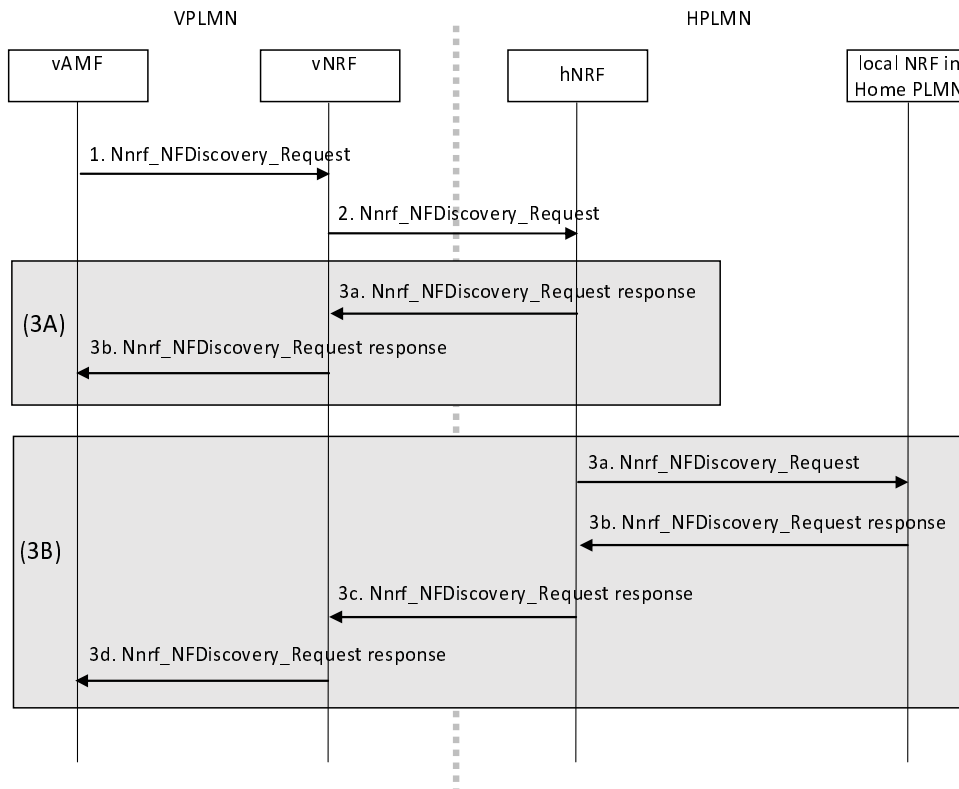 VPLMN
HPLMN
vAMF
vNRF
hNRF
local NRF in
Home PLMN
1. Nnrf_NFDiscovery_Request
2. Nnrf_NFDiscovery_Request
3a. Nnrf_NFDiscovery_Request response
(3A)
3b. Nnrf_NFDiscovery_Request response
3a. Nnrf_NFDiscovery_Request
3b. Nnrf_NFDiscovery_Request response
(3B)
3c. Nnrf_NFDiscovery_Request response
3d. Nnrf_NFDiscovery_Request response